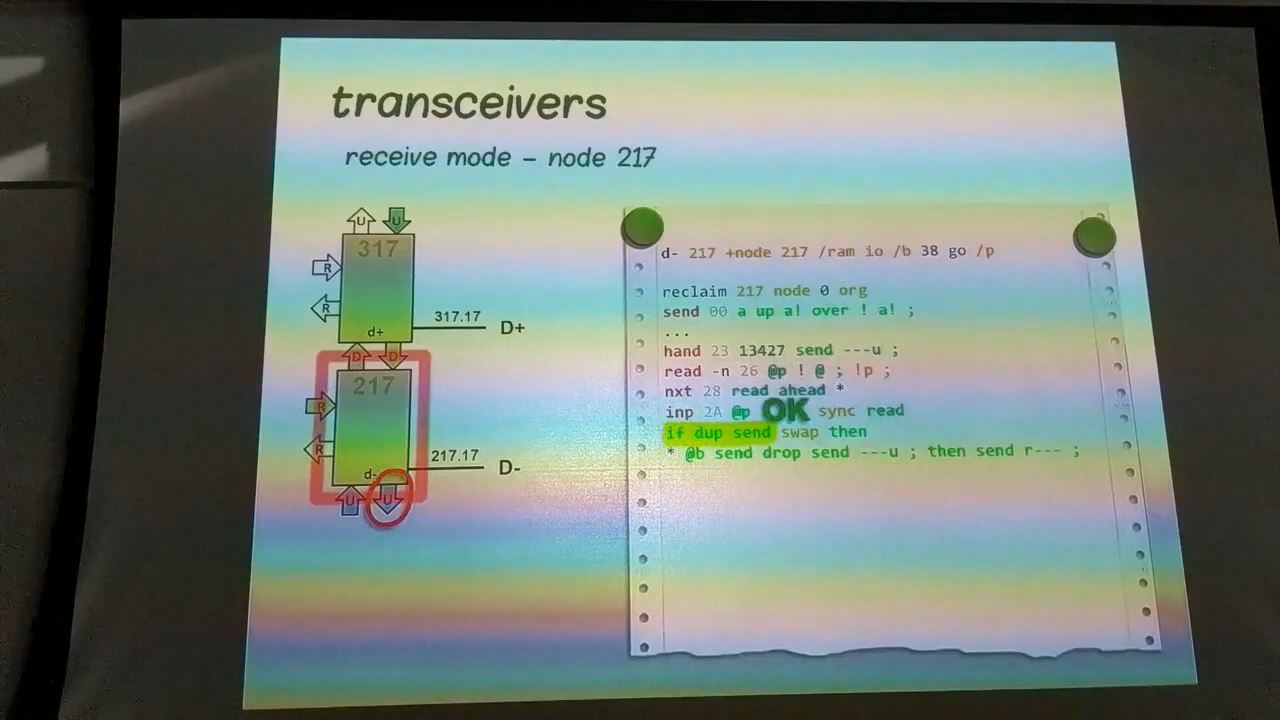 transceivers
receive mode – node 217
U U
317
R
R
d+
317.17
D+
D D
217
R
R
d-
217.17
D-
U U
d- 217 +node 217 /ram io /b 38 go /p
reclaim 217 node 0 org
send 00 a up a! over ! a! ;
...
hand 23 13427 send ---u ;
read -n 26 @p ! @ ; !p ;
nxt 28 read ahead *
inp 2A @p OK sync read
if dup send swap then
* @b send drop send ---u ; then send r--- ;